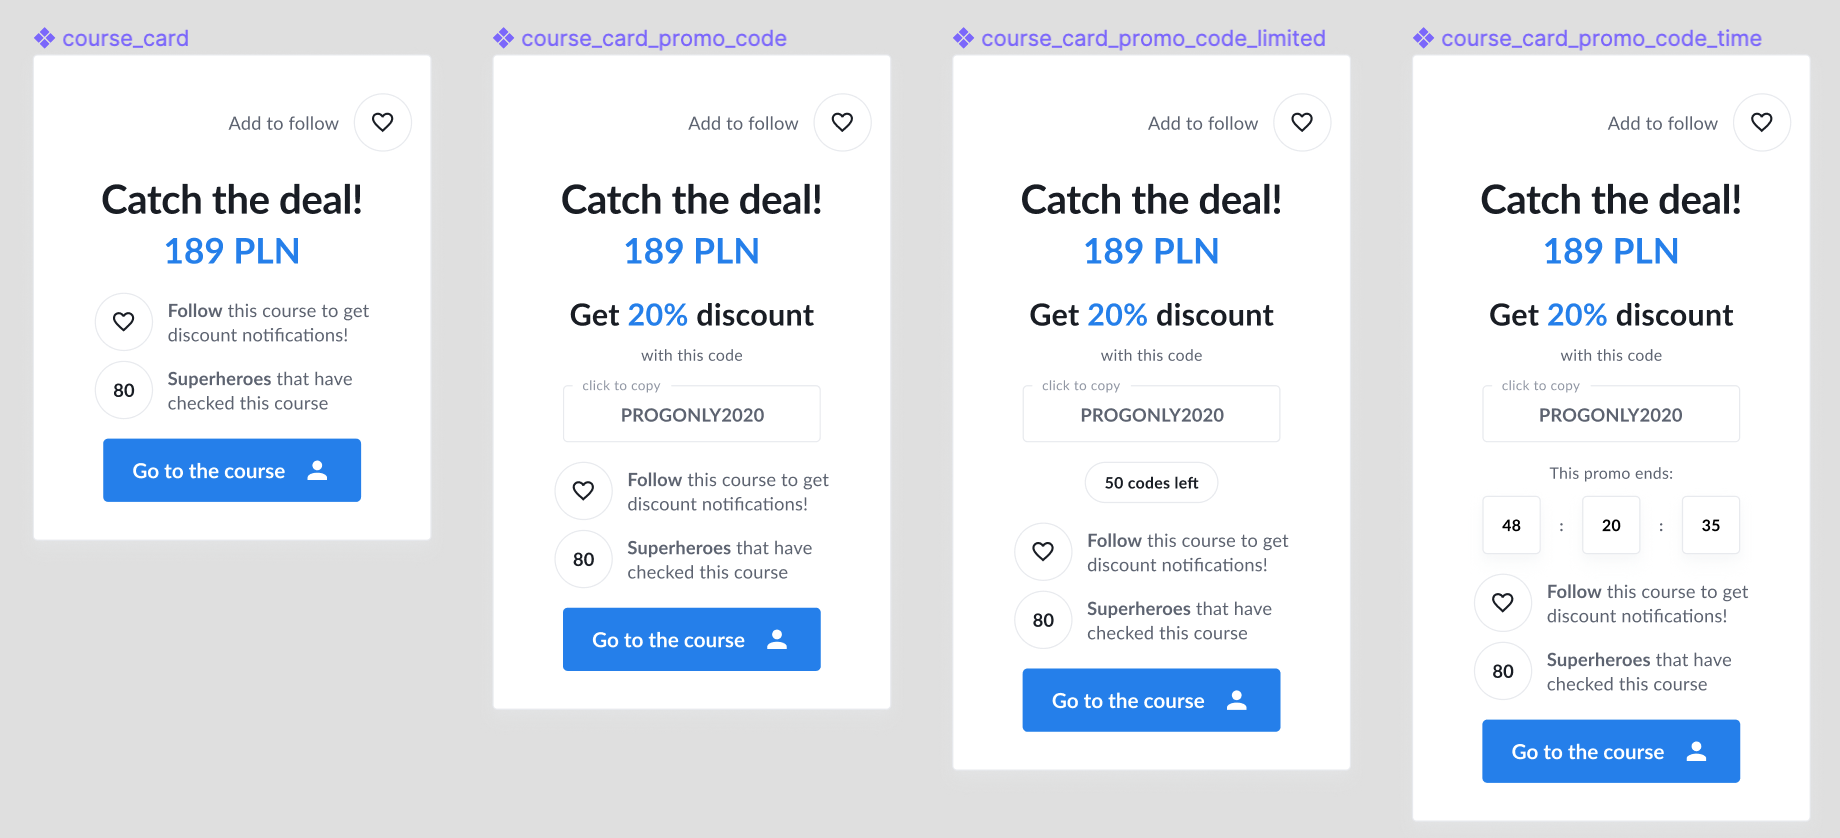 course_card
Add to follow
Catch the deal!
189 PLN
Follow this course to get
discount notifications!
80
Superheroes that have
checked this course
Go to the course
course_card_promo_code
Add to follow
Catch the deal!
189 PLN
Get 20% discount
with this code
click to copy
PROGONLY2020
Follow this course to get
discount notifications!
80
Superheroes that have
checked this course
Go to the course
course_card_promo_code_limited
Add to follow
Catch the deal!
189 PLN
Get 20% discount
with this code
click to copy
PROGONLY2020
50 codes left
Follow this course to get
discount notifications!
80
Superheroes that have
checked this course
Go to the course
course_card_promo_code_time
Add to follow
Catch the deal!
189 PLN
Get 20% discount
with this code
click to copy
PROGONLY2020
This promo ends:
48 : 20 : 35
Follow this course to get
discount notifications!
80
Superheroes that have
checked this course
Go to the course